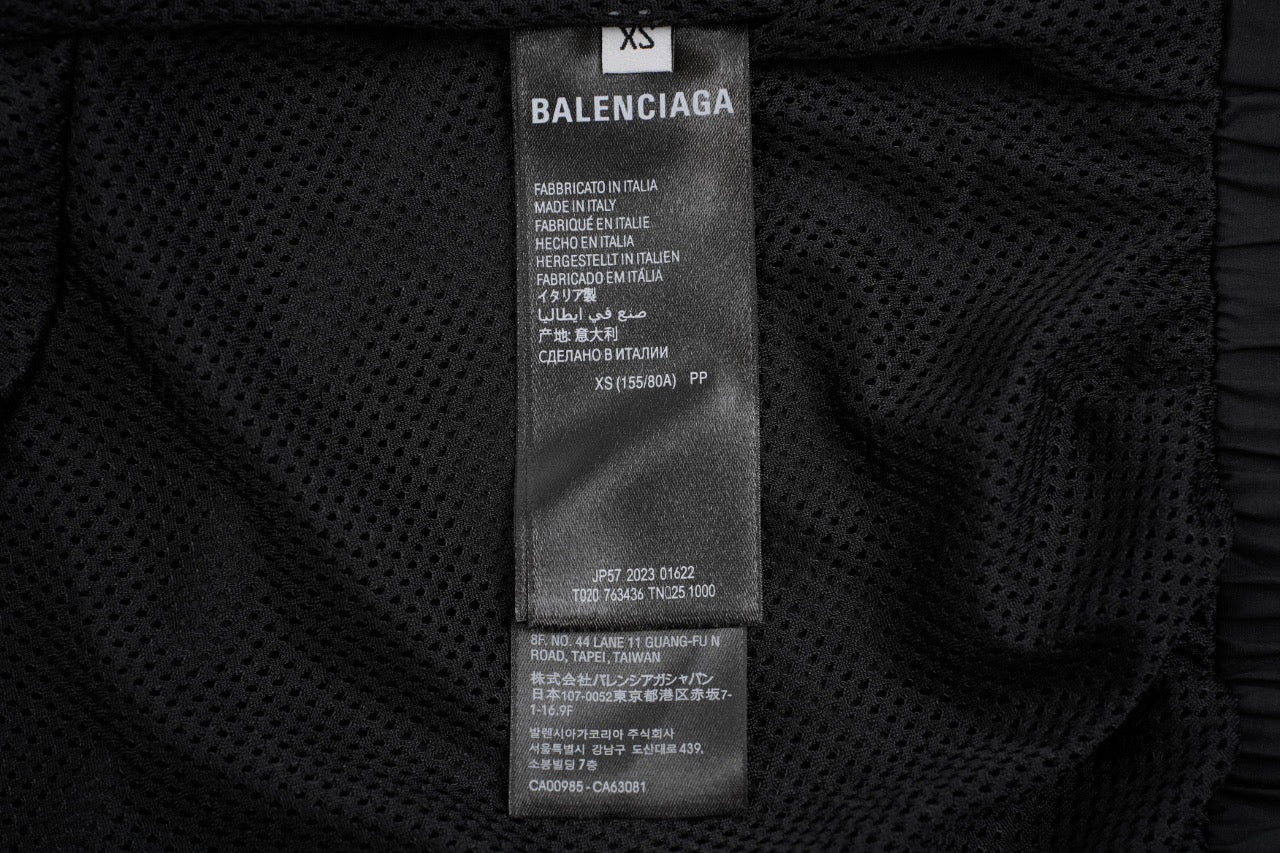 XS
BALENCIAGA
FABBRICATO IN ITALIA
MADE IN ITALY
FABRIQUÉ EN ITALIE
HECHO EN ITALIA
HERGESTELLT IN ITALIEN
FABRICADO EM ITÁLIA
イタリア製
صنع في ايطاليا
产地: 意大利
СДЕЛАНО В ИТАЛИИ
XS (155/80A) PP
JP57 2023 01622
T020 763436 TN▯25 1000
8F. NO. 44 LANE 11 GUANG-FU N
ROAD, TAPEI, TAIWAN
株式会社バレンシアガジャパン
日本107-0052東京都港区赤坂7-
1-16.9F
발렌시아가코리아 주식회사
서울특별시 강남구 도산대로 439.
소봉빌딩 7층
CA00985 - CA63081